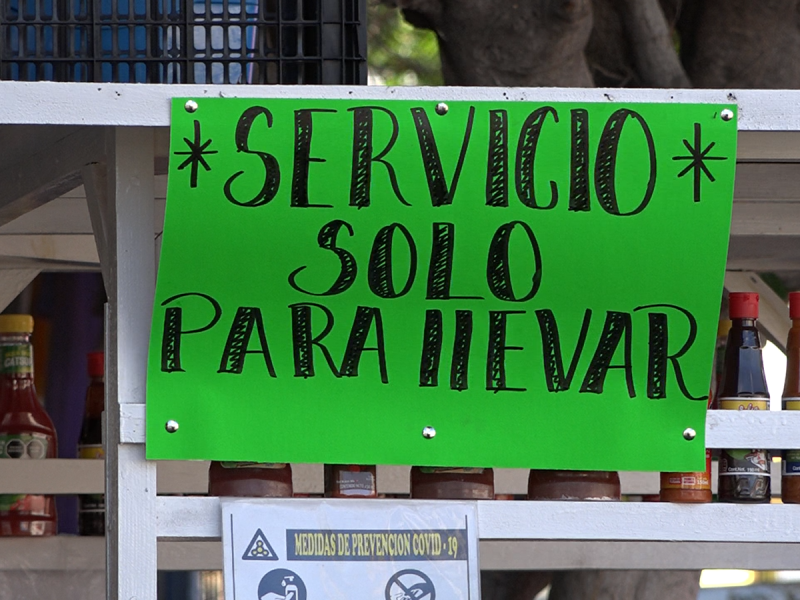 * SERVICIO *
SOLO
PARA llEVAR
MEDIDAS DE PREVENCION COVID - 19